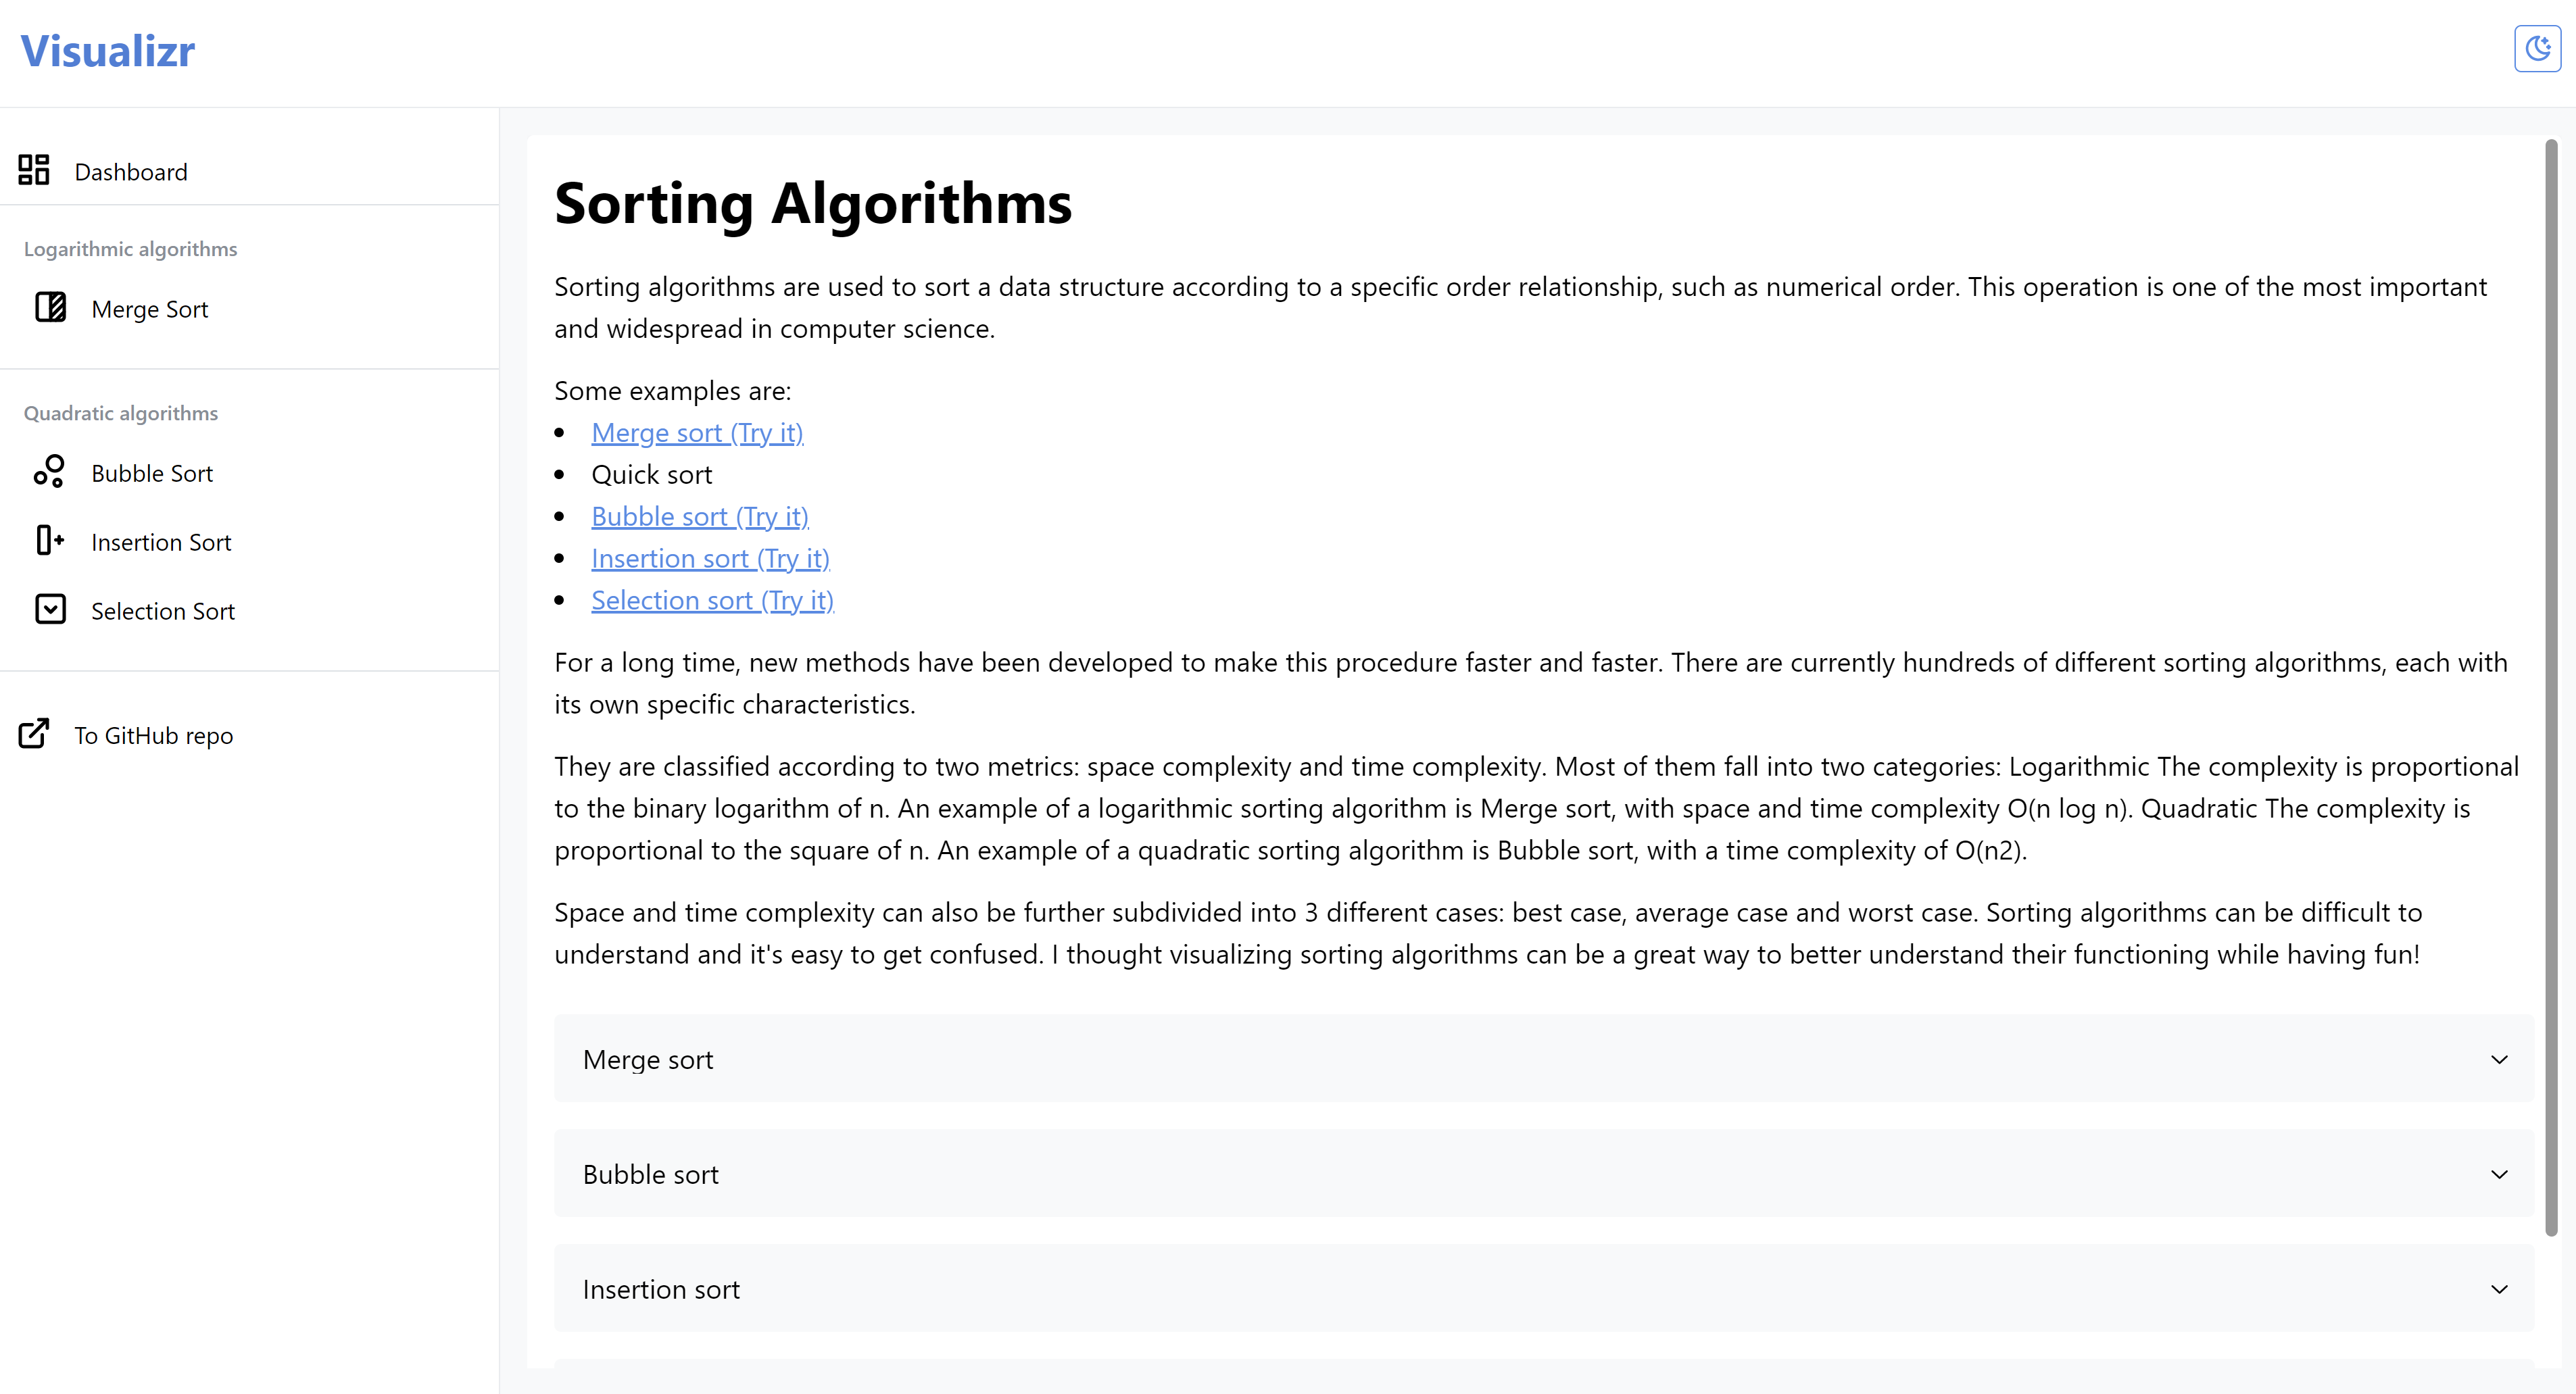 Visualizr
Dashboard
Logarithmic algorithms
Merge Sort
Quadratic algorithms
Bubble Sort
Insertion Sort
Selection Sort
To GitHub repo
Sorting Algorithms
Sorting algorithms are used to sort a data structure according to a specific order relationship, such as numerical order. This operation is one of the most important
and widespread in computer science.
Some examples are:
Merge sort (Try it)
Quick sort
Bubble sort (Try it)
Insertion sort (Try it)
Selection sort (Try it)
For a long time, new methods have been developed to make this procedure faster and faster. There are currently hundreds of different sorting algorithms, each with
its own specific characteristics.
They are classified according to two metrics: space complexity and time complexity. Most of them fall into two categories: Logarithmic The complexity is proportional
to the binary logarithm of n. An example of a logarithmic sorting algorithm is Merge sort, with space and time complexity O(n log n). Quadratic The complexity is
proportional to the square of n. An example of a quadratic sorting algorithm is Bubble sort, with a time complexity of O(n2).
Space and time complexity can also be further subdivided into 3 different cases: best case, average case and worst case. Sorting algorithms can be difficult to
understand and it's easy to get confused. I thought visualizing sorting algorithms can be a great way to better understand their functioning while having fun!
Merge sort
Bubble sort
Insertion sort